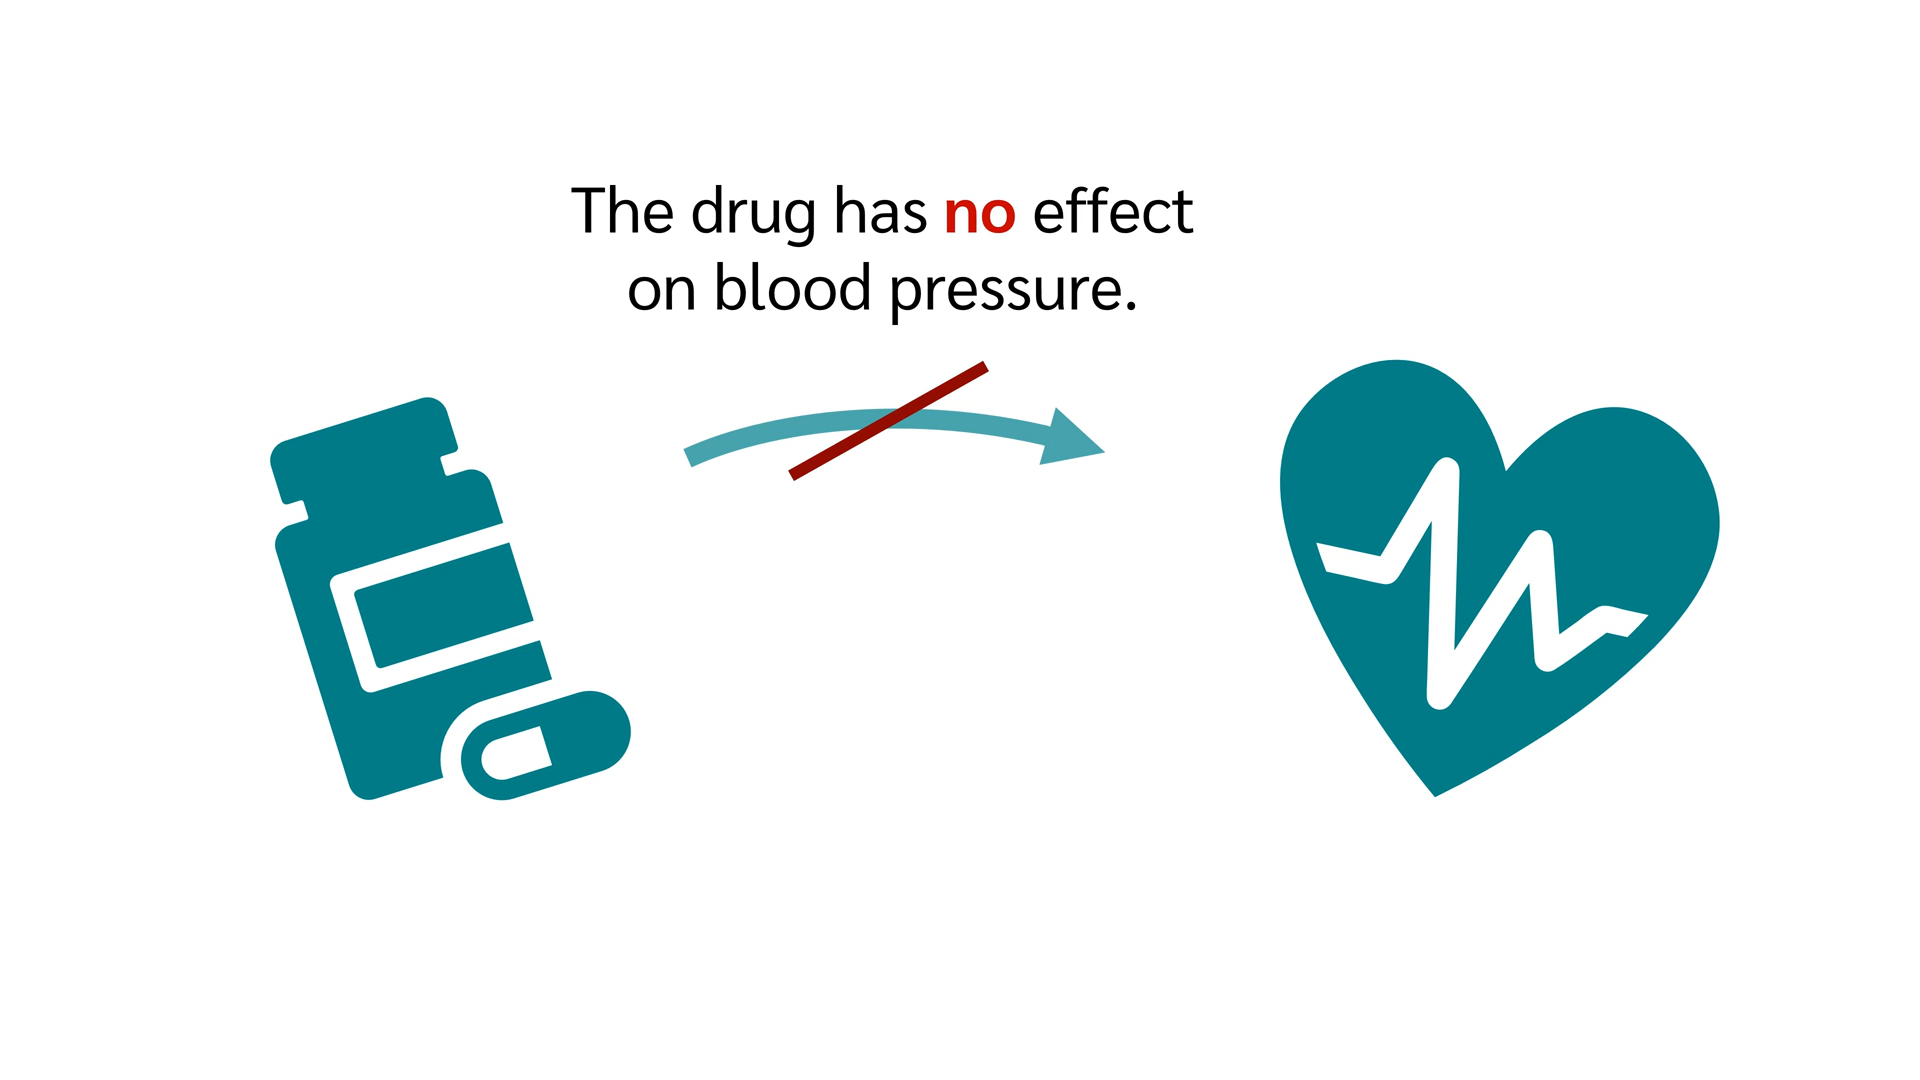 The drug has no effect
on blood pressure.